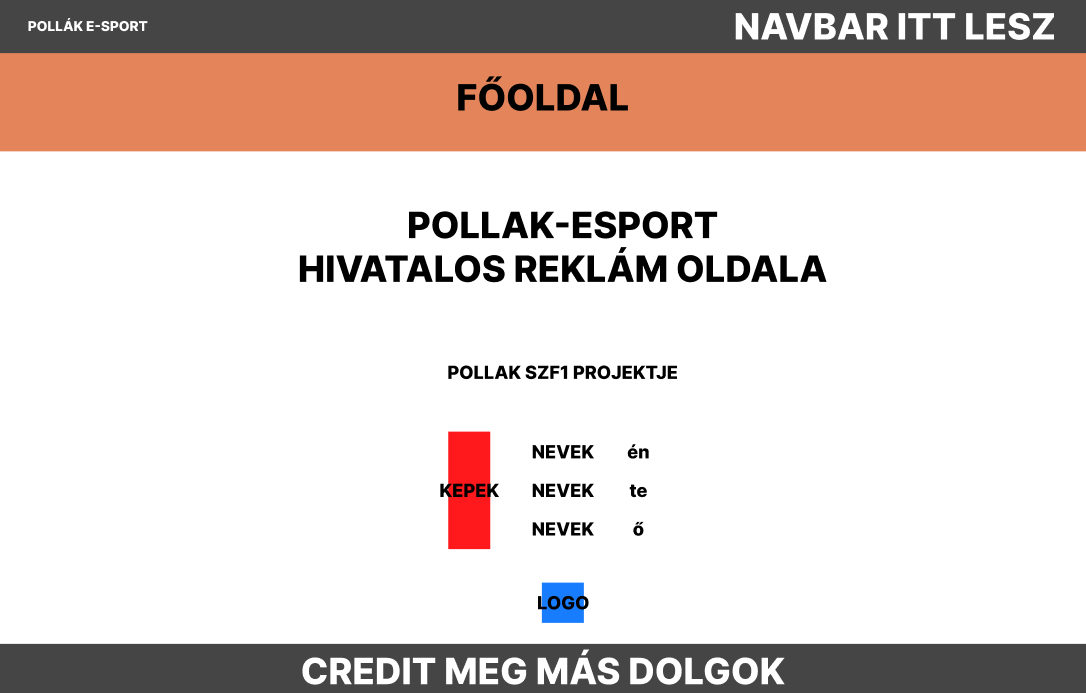 POLLÁK E-SPORT
NAVBAR ITT LESZ
FŐOLDAL
POLLAK-ESPORT
HIVATALOS REKLÁM OLDALA
POLLAK SZF1 PROJEKTJE
NEVEK én
KEPEK NEVEK te
NEVEK ő
LOGO
CREDIT MEG MÁS DOLGOK